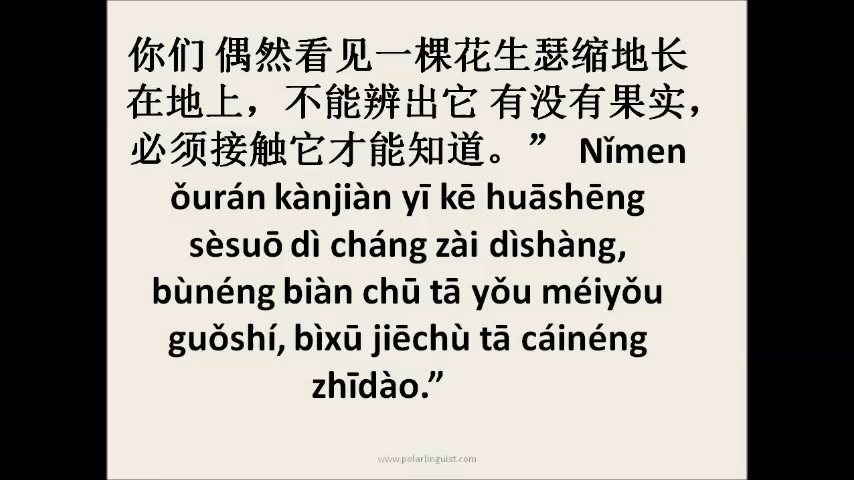 你们 偶然看见一棵花生瑟缩地长
在地上，不能辨出它 有没有果实，
必须接触它才能知道。” Nǐmen
ǒurán kànjiàn yī kē huāshēng
sèsuō dì cháng zài dìshàng,
bùnéng biàn chū tā yǒu méiyǒu
guǒshí, bìxū jiēchù tā cáinéng
zhīdào.”
www.polarlinguist.com